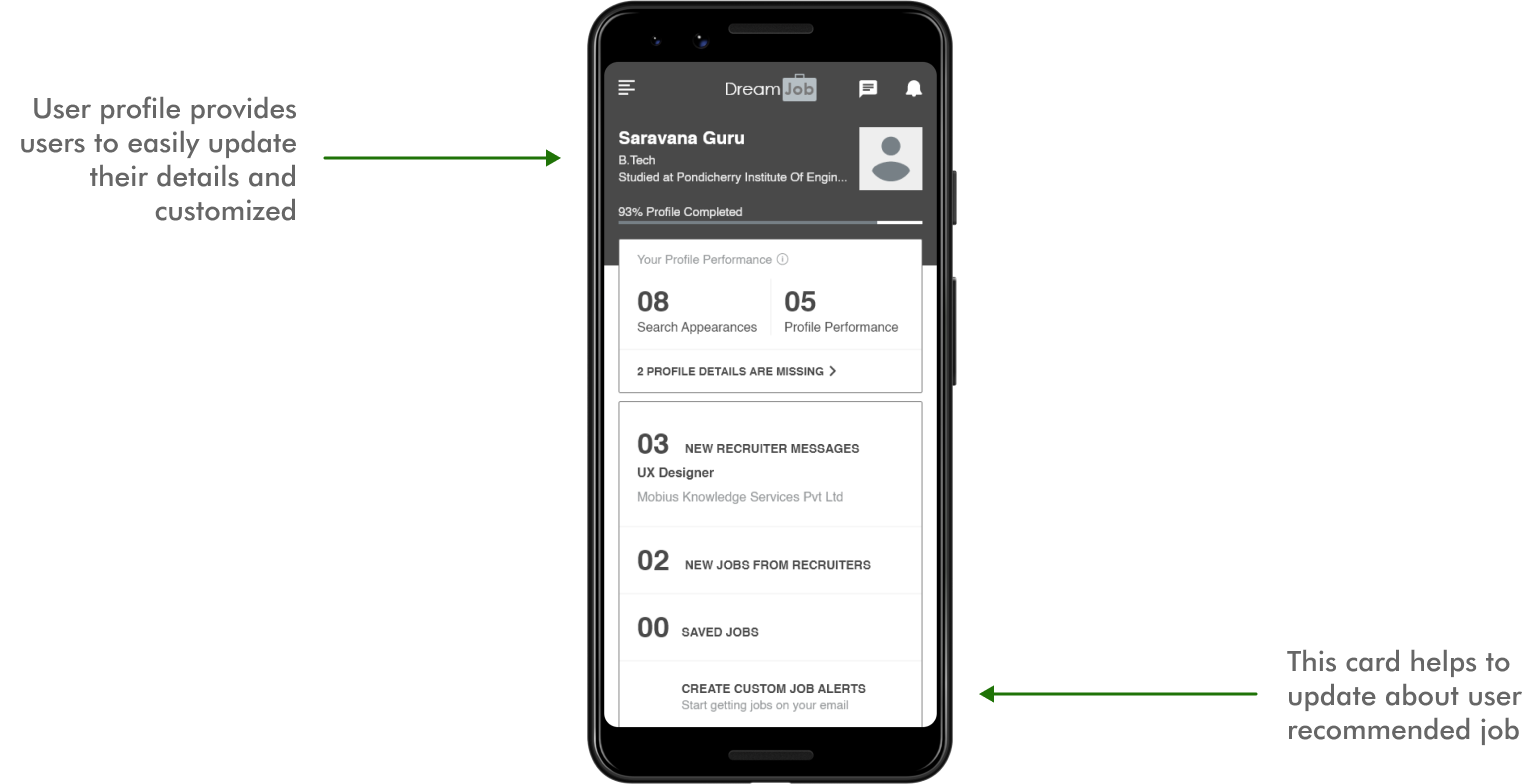 User profile provides
users to easily update
their details and
customized
Dream Job
Saravana Guru
B.Tech
Studied at Pondicherry Institute Of Engin...
93% Profile Completed
Your Profile Performance
08
Search Appearances
05
Profile Performance
2 PROFILE DETAILS ARE MISSING
03 NEW RECRUITER MESSAGES
UX Designer
Mobius Knowledge Services Pvt Ltd
02 NEW JOBS FROM RECRUITERS
00 SAVED JOBS
CREATE CUSTOM JOB ALERTS
Start getting jobs on your email
This card helps to
update about user
recommended job